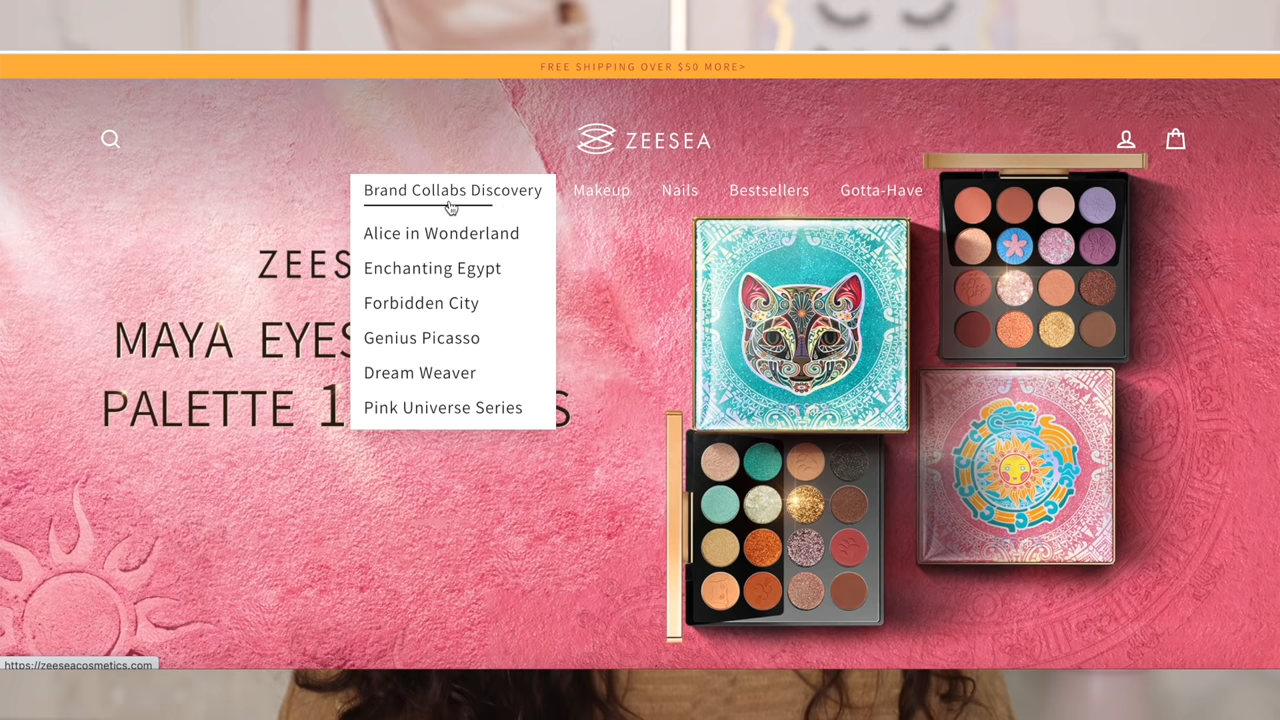 FREE SHIPPING OVER $50 MORE>
ZEESEA
Brand Collabs Discovery
Makeup
Nails
Bestsellers
Gotta-Have
Alice in Wonderland
Enchanting Egypt
Forbidden City
Genius Picasso
Dream Weaver
Pink Universe Series
ZEES
MAYA EYES
PALETTE 1
S
https://zeeseacosmetics.com